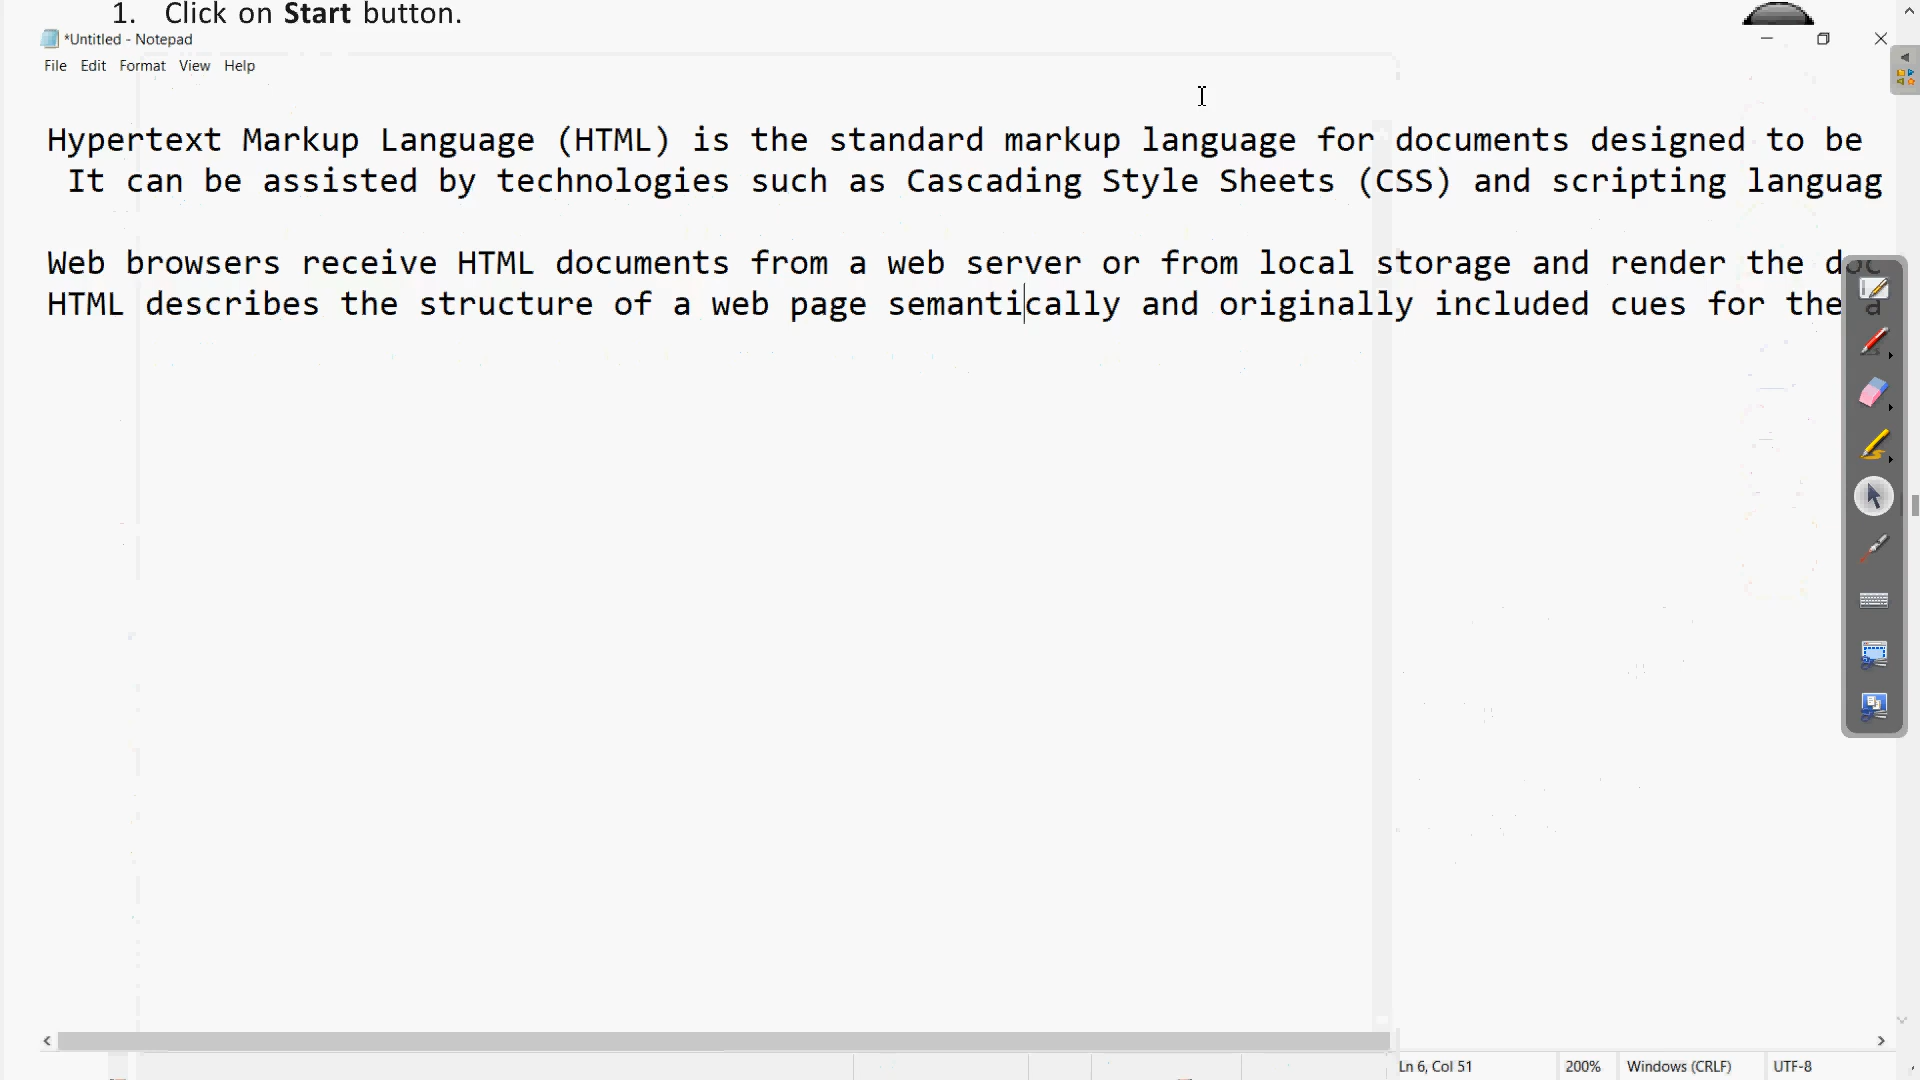 1. Click on Start button.
*Untitled - Notepad
File Edit Format View Help
Hypertext Markup Language (HTML) is the standard markup language for documents designed to be
It can be assisted by technologies such as Cascading Style Sheets (CSS) and scripting languag
Web browsers receive HTML documents from a web server or from local storage and render the doc
HTML describes the structure of a web page semantically and originally included cues for the a
Ln 6, Col 51 200% Windows (CRLF) UTF-8